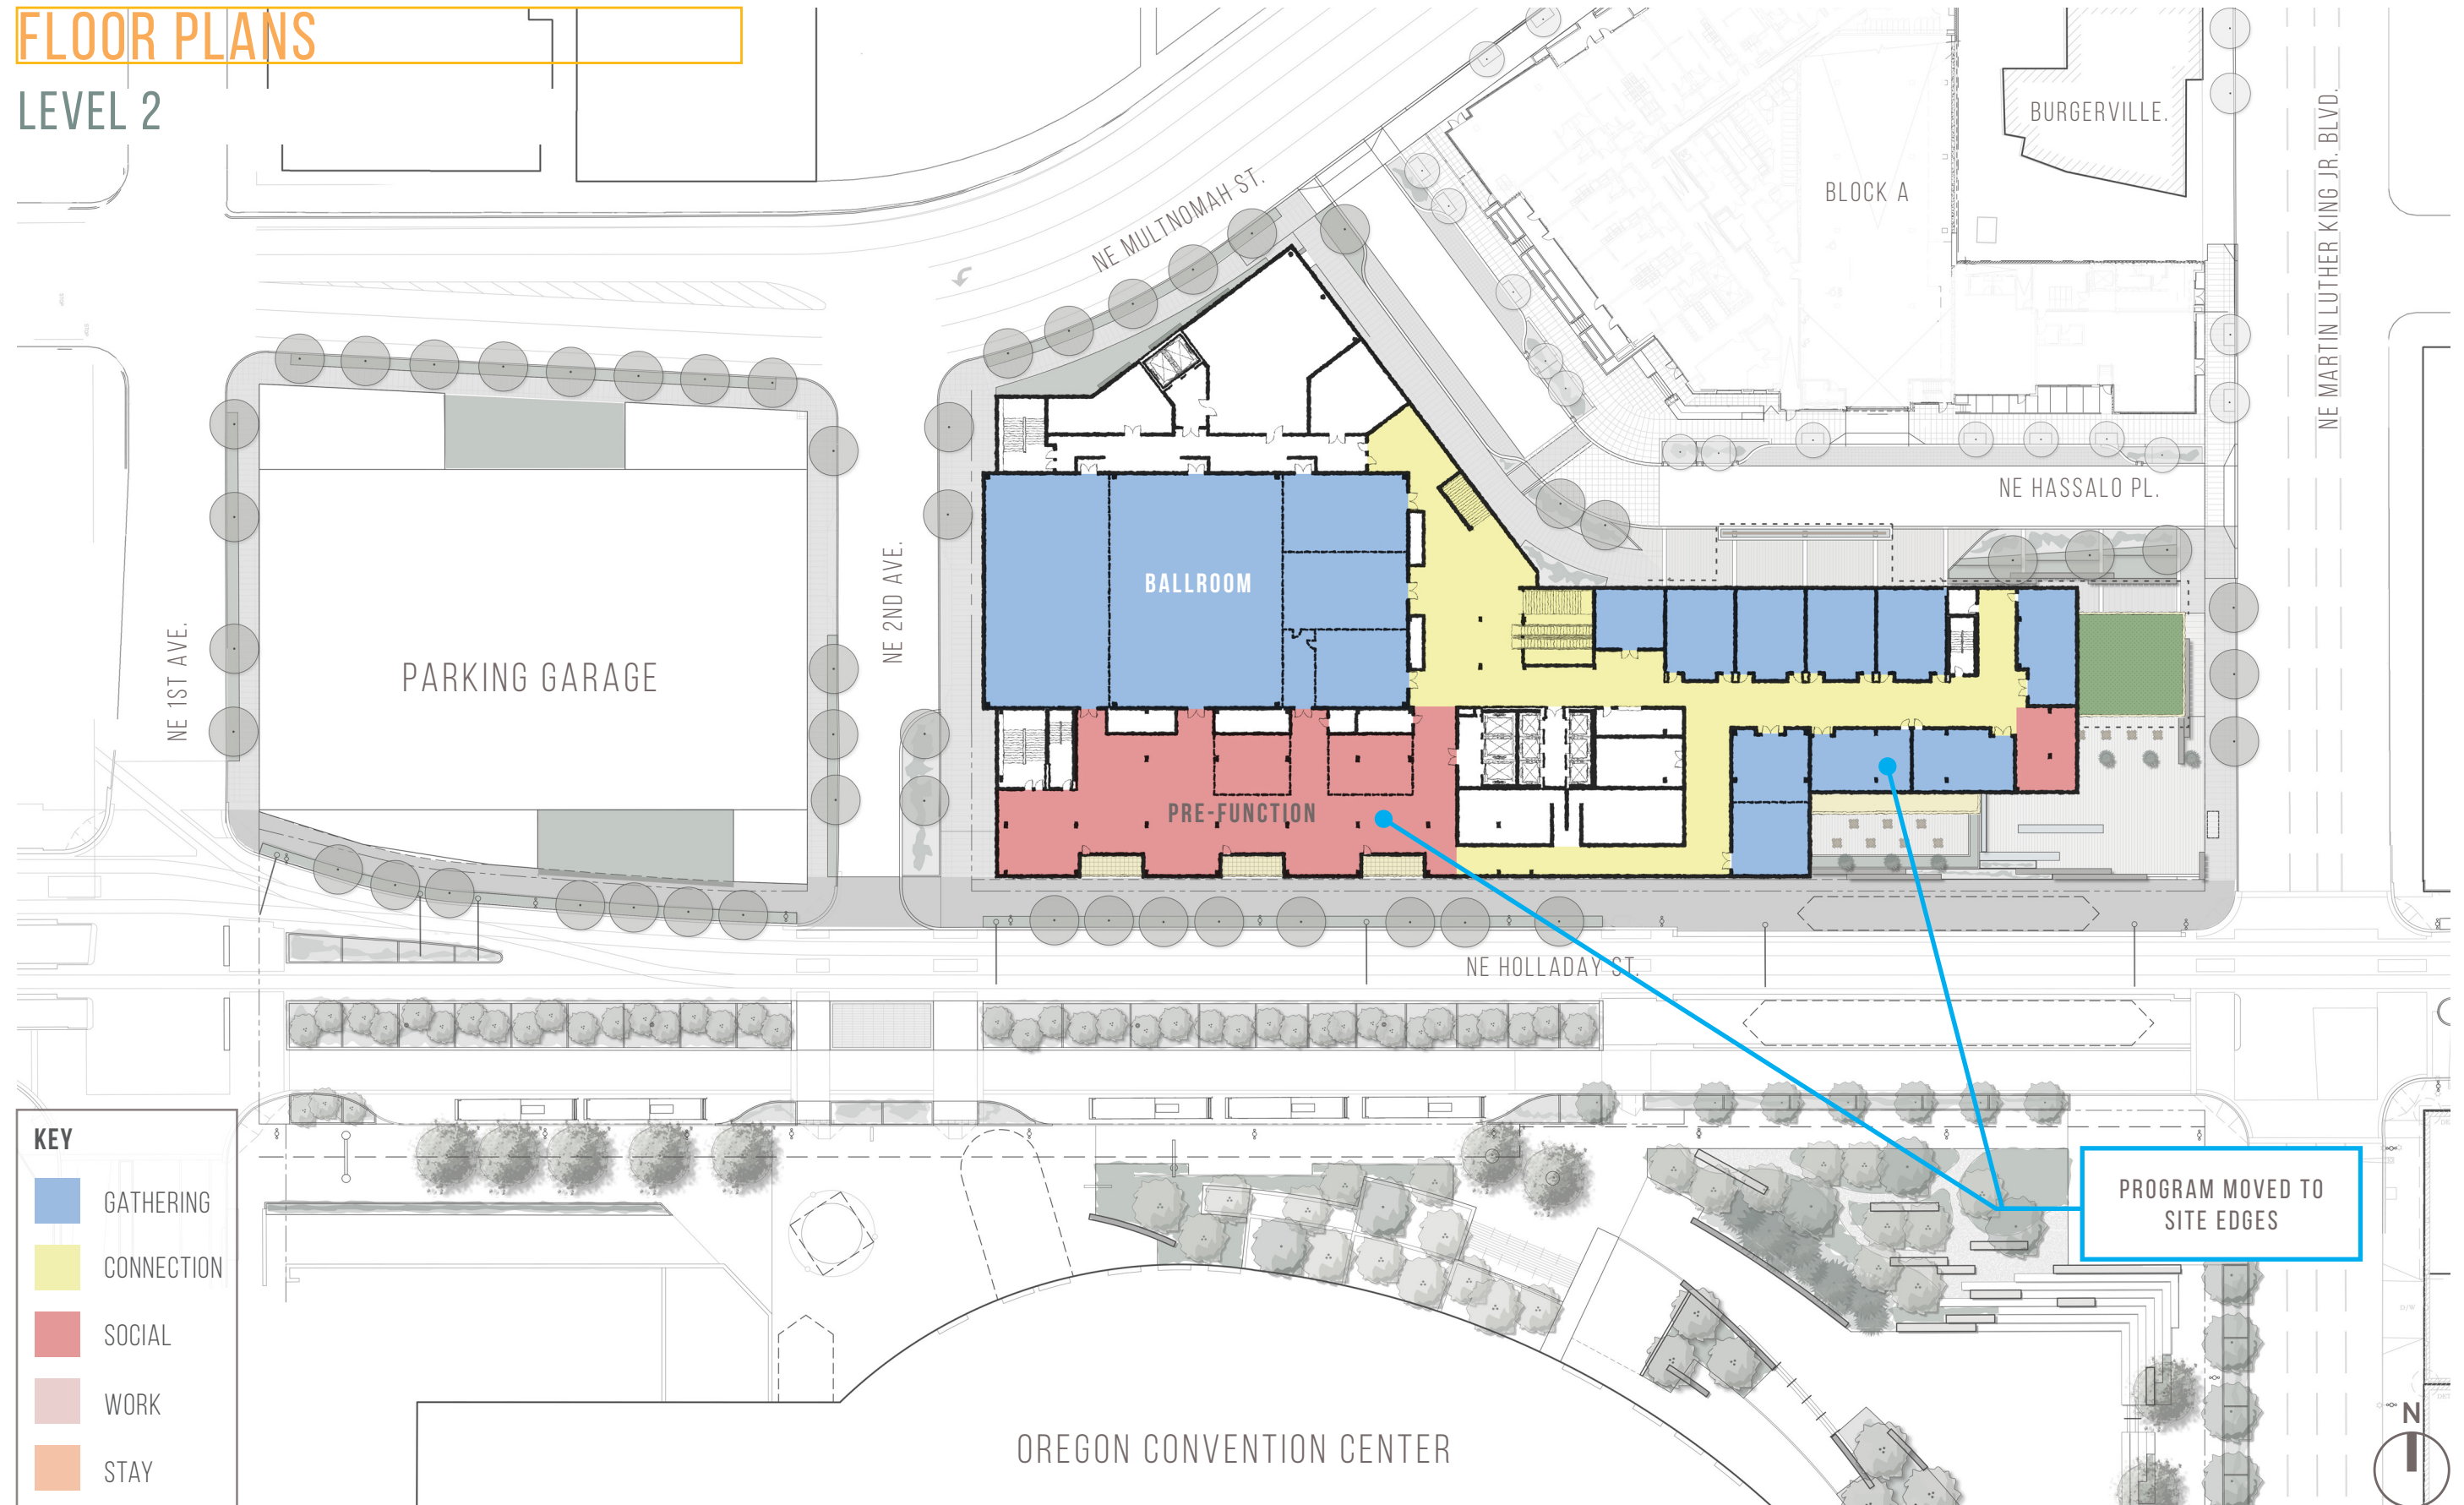 FLOOR PLANS
LEVEL 2
BURGERVILLE.
BLOCK A
NE MARTIN LUTHER KING JR. BLVD.
NE MULTNOMAH ST.
NE HASSALO PL.
NE 2ND AVE.
BALLROOM
NE 1ST AVE.
PARKING GARAGE
PRE-FUNCTION
NE HOLLADAY ST.
KEY
GATHERING
CONNECTION
SOCIAL
WORK
STAY
PROGRAM MOVED TO
SITE EDGES
OREGON CONVENTION CENTER
N